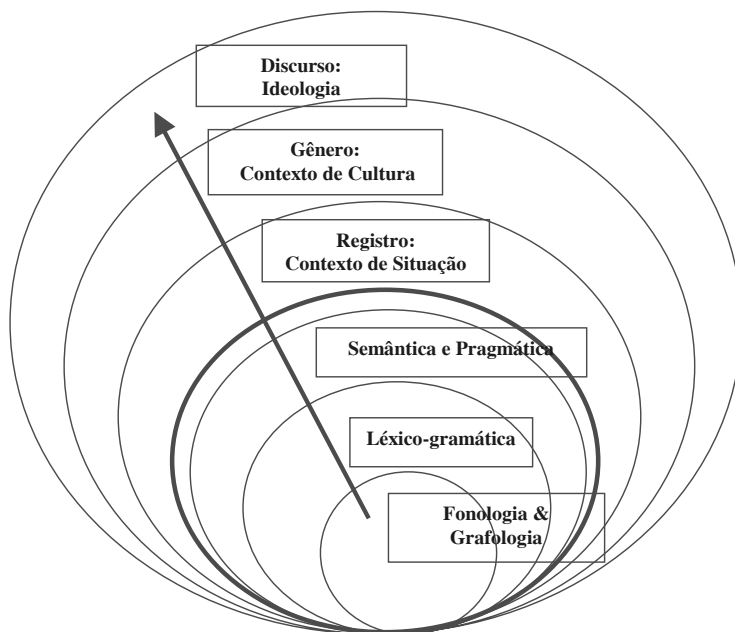 Discurso:
Ideologia
Gênero:
Contexto de Cultura
Registro:
Contexto de Situação
Semântica e Pragmática
Léxico-gramática
Fonologia &
Grafologia